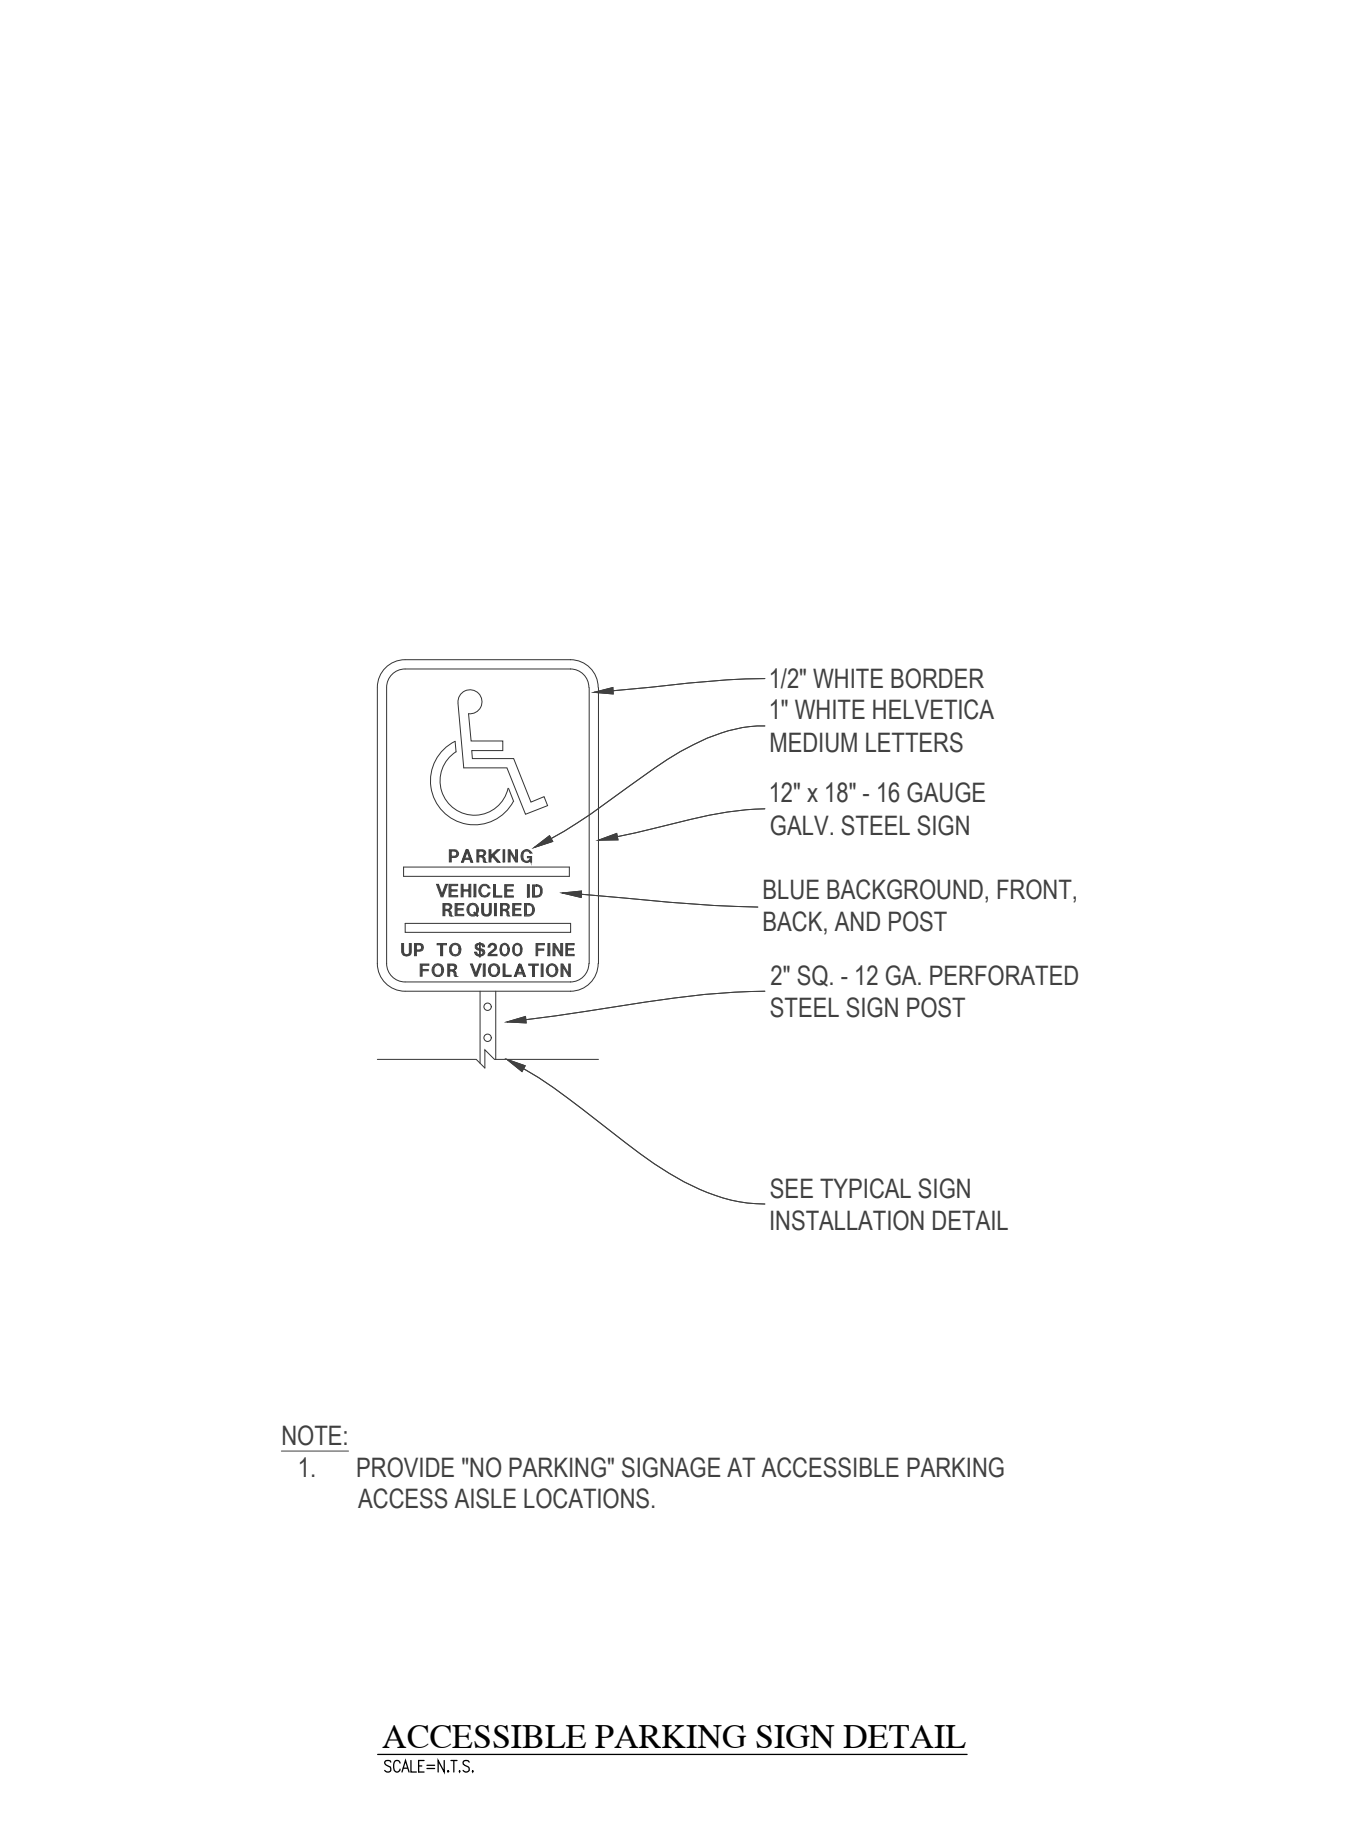 PARKING
VEHICLE ID
REQUIRED
UP TO $200 FINE
FOR VIOLATION
1/2" WHITE BORDER
1" WHITE HELVETICA
MEDIUM LETTERS
12" x 18" - 16 GAUGE
GALV. STEEL SIGN
BLUE BACKGROUND, FRONT,
BACK, AND POST
2" SQ. - 12 GA. PERFORATED
STEEL SIGN POST
SEE TYPICAL SIGN
INSTALLATION DETAIL
NOTE:
1. PROVIDE "NO PARKING" SIGNAGE AT ACCESSIBLE PARKING
ACCESS AISLE LOCATIONS.
ACCESSIBLE PARKING SIGN DETAIL
SCALE=N.T.S.